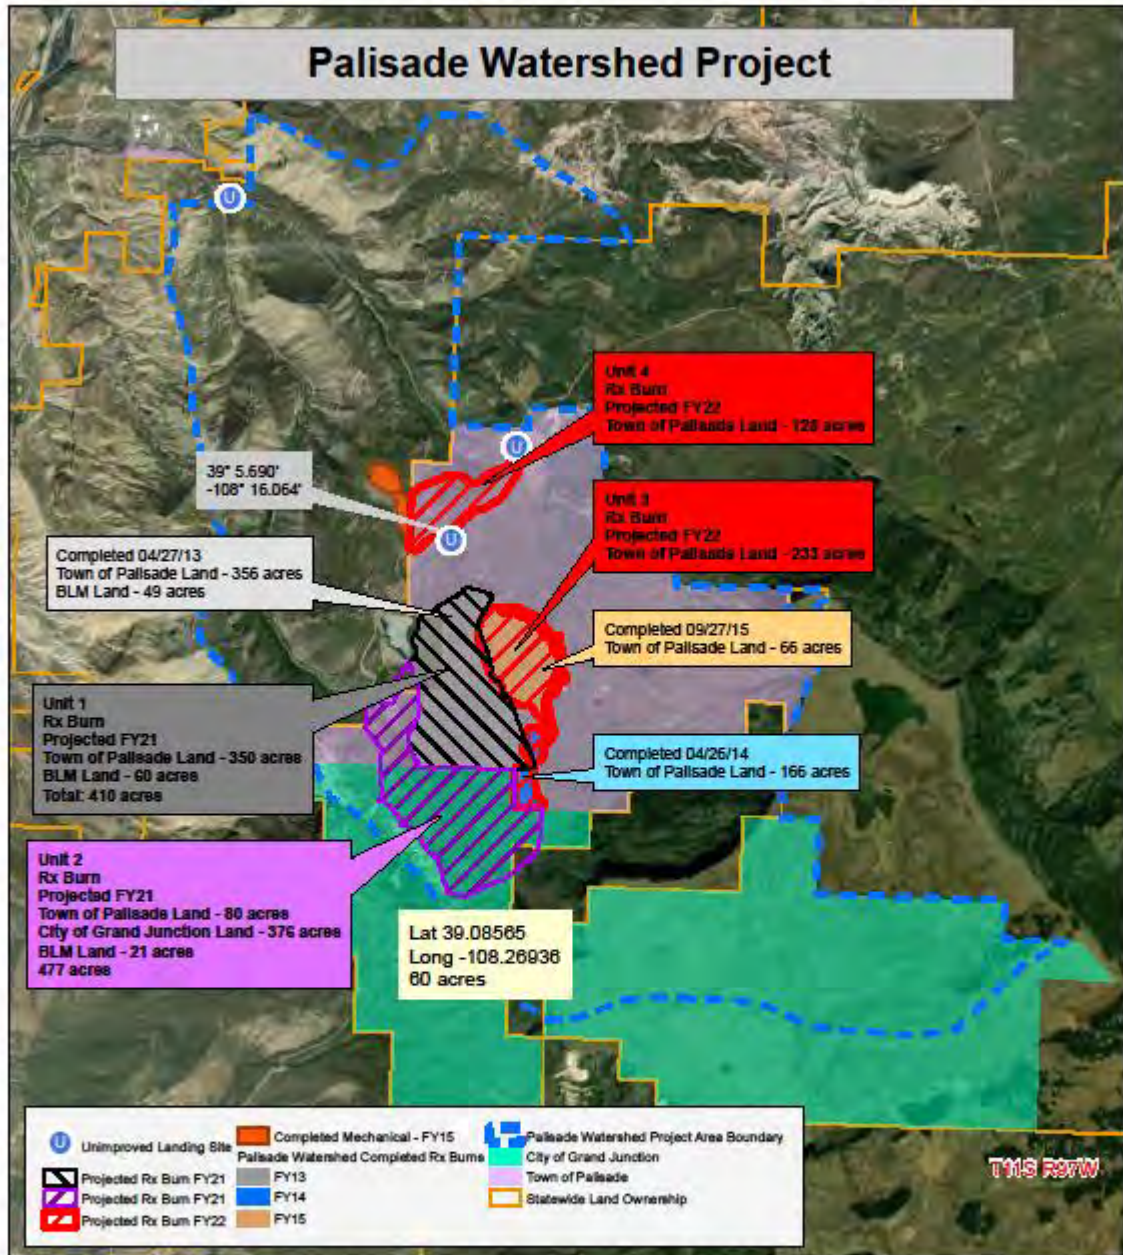 Palisade Watershed Project
U
Unit 4
Rx Burn
Projected FY22
Town of Palisade Land - 128 acres
U
39° 5.690'
-108° 16.064'
Unit 3
Rx Burn
Projected FY22
Town of Palisade Land - 233 acres
U
Completed 04/27/13
Town of Palisade Land - 356 acres
BLM Land - 49 acres
Completed 09/27/15
Town of Palisade Land - 66 acres
Unit 1
Rx Burn
Projected FY21
Town of Palisade Land - 350 acres
BLM Land - 60 acres
Total: 410 acres
Completed 04/26/14
Town of Palisade Land - 166 acres
Unit 2
Rx Burn
Projected FY21
Town of Palisade Land - 80 acres
City of Grand Junction Land - 376 acres
BLM Land - 21 acres
477 acres
Lat 39.08565
Long -108.26936
60 acres
U Unimproved Landing Site
Projected Rx Burn FY21
Projected Rx Burn FY21
Projected Rx Burn FY22
Completed Mechanical - FY15
Palisade Watershed Completed Rx Burns
FY13
FY14
FY15
Palisade Watershed Project Area Boundary
City of Grand Junction
Town of Palisade
Statewide Land Ownership
T11S R97W